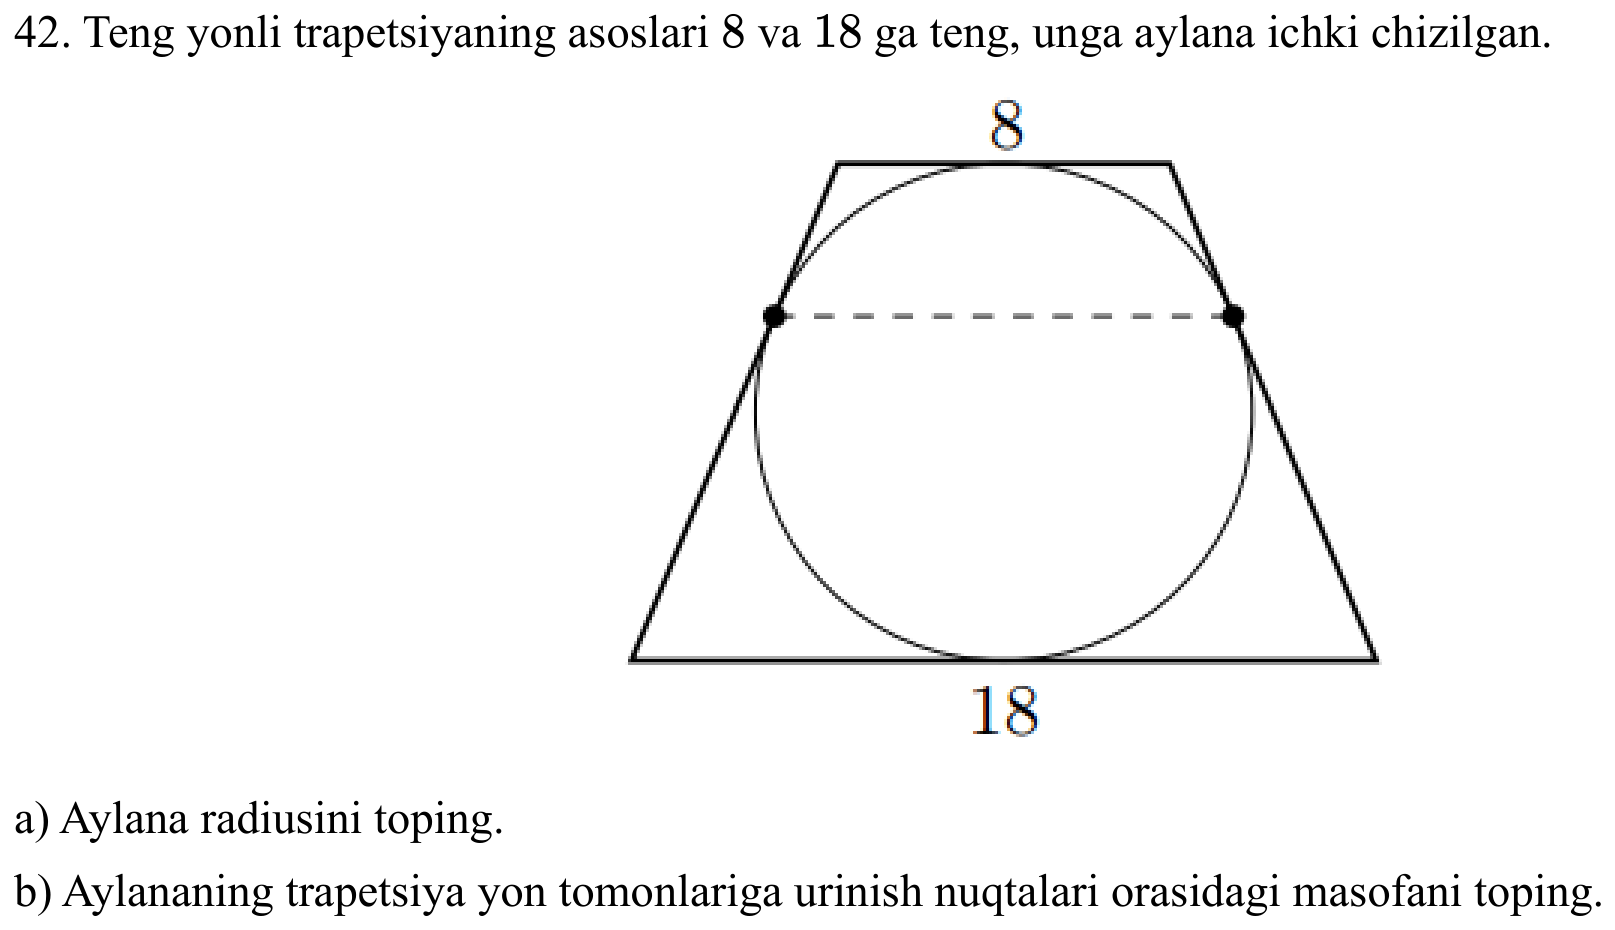 42. Teng yonli trapetsiyaning asoslari 8 va 18 ga teng, unga aylana ichki chizilgan.
8
18
a) Aylana radiusini toping.
b) Aylananing trapetsiya yon tomonlariga urinish nuqtalari orasidagi masofani toping.